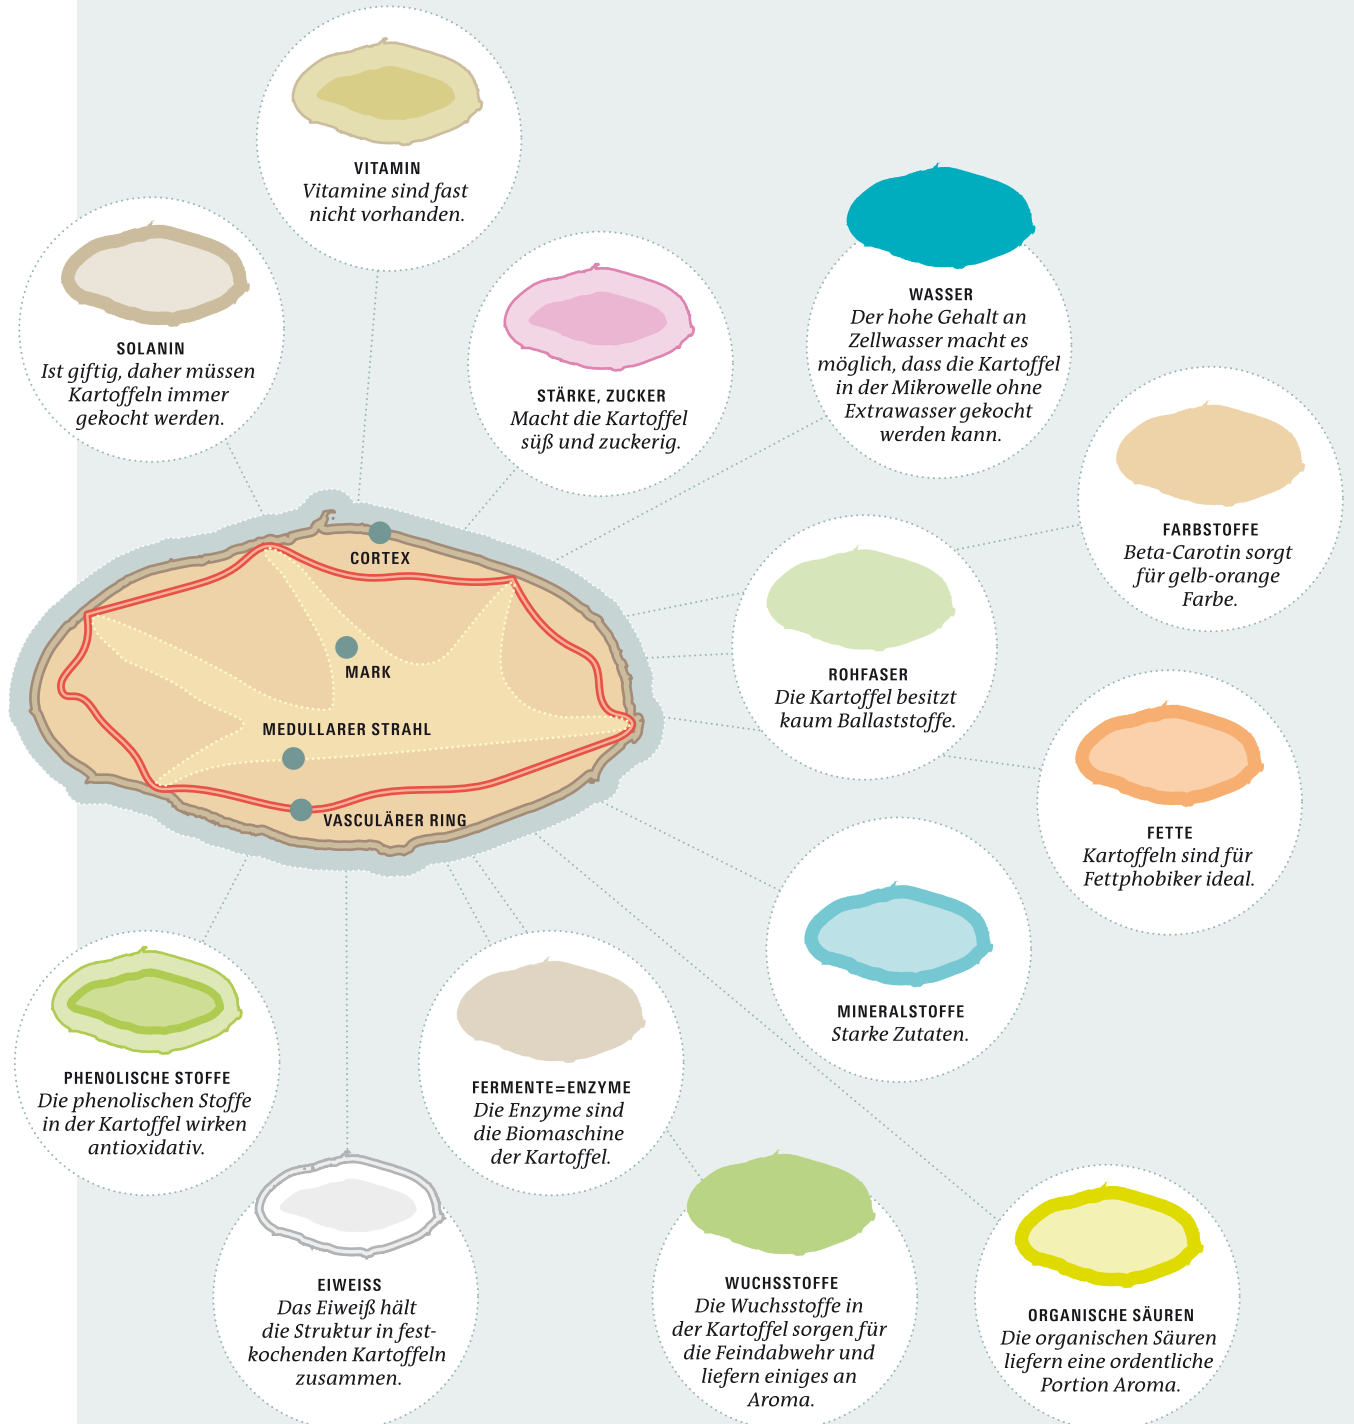 VITAMIN
Vitamine sind fast
nicht vorhanden.
SOLANIN
Ist giftig, daher müssen
Kartoffeln immer
gekocht werden.
STÄRKE, ZUCKER
Macht die Kartoffel
süß und zuckerig.
WASSER
Der hohe Gehalt an
Zellwasser macht es
möglich, dass die Kartoffel
in der Mikrowelle ohne
Extrawasser gekocht
werden kann.
FARBSTOFFE
Beta-Carotin sorgt
für gelb-orange
Farbe.
CORTEX
MARK
MEDULLARER STRAHL
VASCULÄRER RING
ROHFASER
Die Kartoffel besitzt
kaum Ballaststoffe.
FETTE
Kartoffeln sind für
Fettphobiker ideal.
MINERALSTOFFE
Starke Zutaten.
PHENOLISCHE STOFFE
Die phenolischen Stoffe
in der Kartoffel wirken
antioxidativ.
FERMENTE=ENZYME
Die Enzyme sind
die Biomaschine
der Kartoffel.
EIWEISS
Das Eiweiß hält
die Struktur in fest-
kochenden Kartoffeln
zusammen.
WUCHSSTOFFE
Die Wuchsstoffe in
der Kartoffel sorgen für
die Feindabwehr und
liefern einiges an
Aroma.
ORGANISCHE SÄUREN
Die organischen Säuren
liefern eine ordentliche
Portion Aroma.